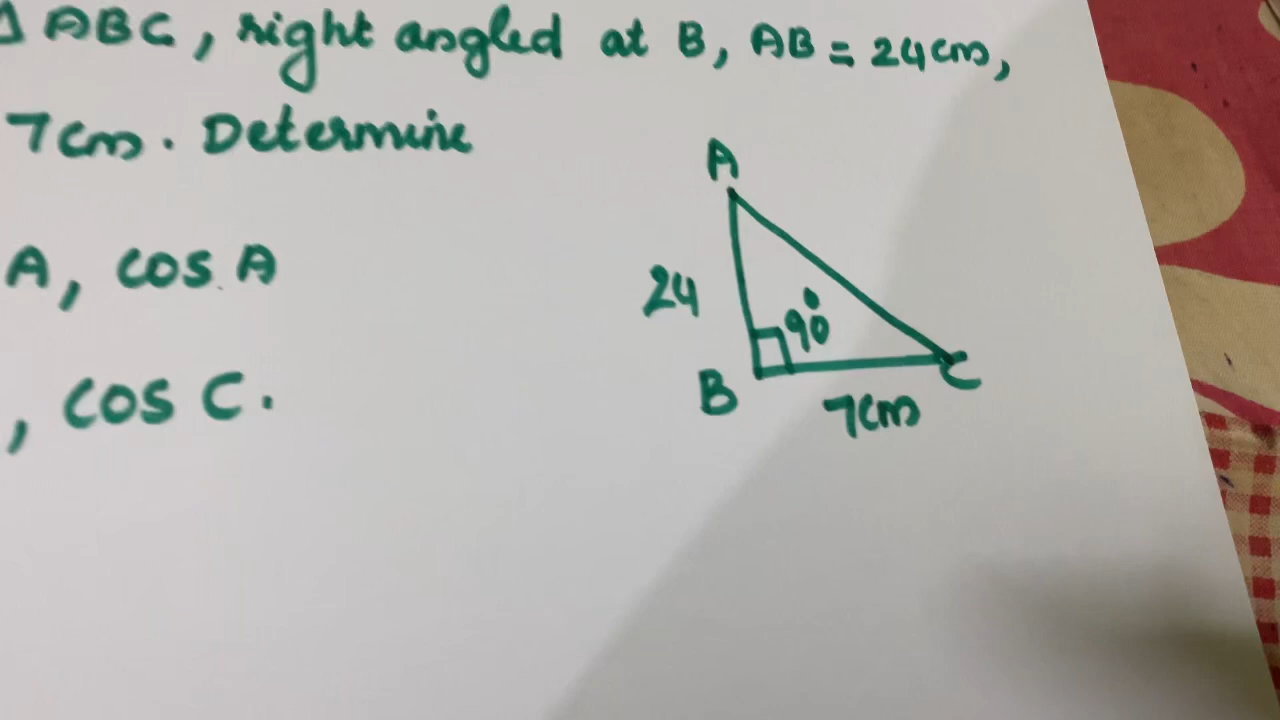 Δ ABC, right angled at B, AB = 24cm,
7cm. Determine
A, cos A
, cos C.
A
24
90°
B
C
7cm